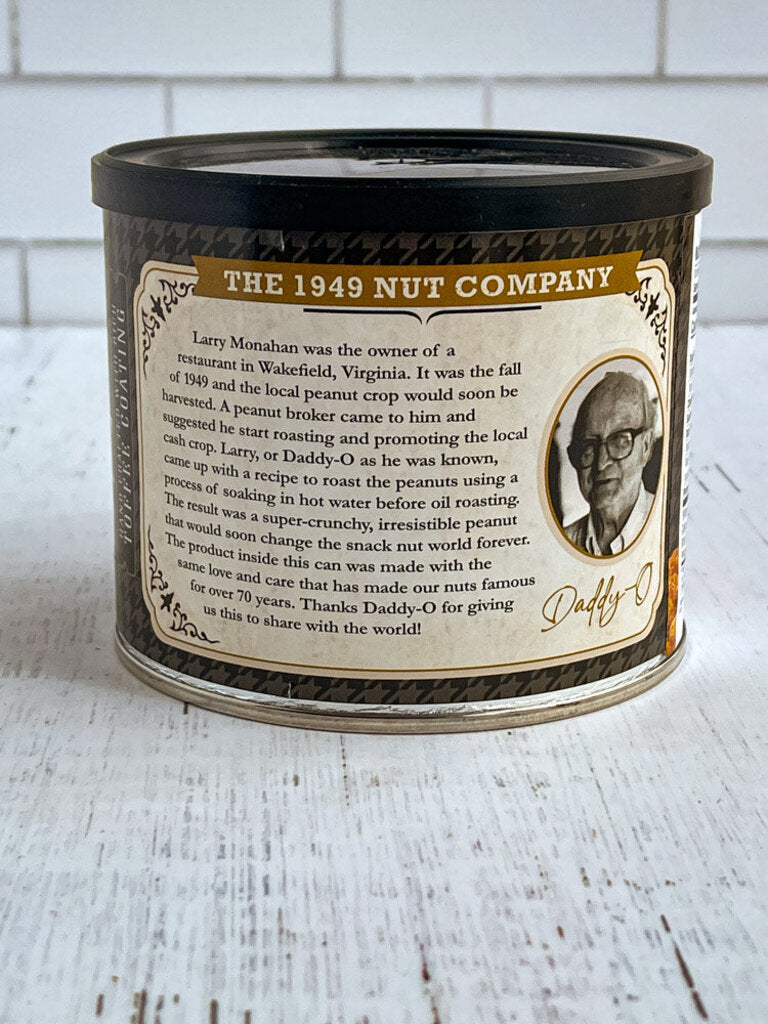 THE 1949 NUT COMPANY
Larry Monahan was the owner of a
restaurant in Wakefield, Virginia. It was the fall
of 1949 and the local peanut crop would soon be
harvested. A peanut broker came to him and
suggested he start roasting and promoting the local
cash crop. Larry, or Daddy-O as he was known,
came up with a recipe to roast the peanuts using a
process of soaking in hot water before oil roasting.
The result was a super-crunchy, irresistible peanut
that would soon change the snack nut world forever.
The product inside this can was made with the
same love and care that has made our nuts famous
for over 70 years. Thanks Daddy-O for giving
us this to share with the world!
Daddy-O
TOFFEE COATING